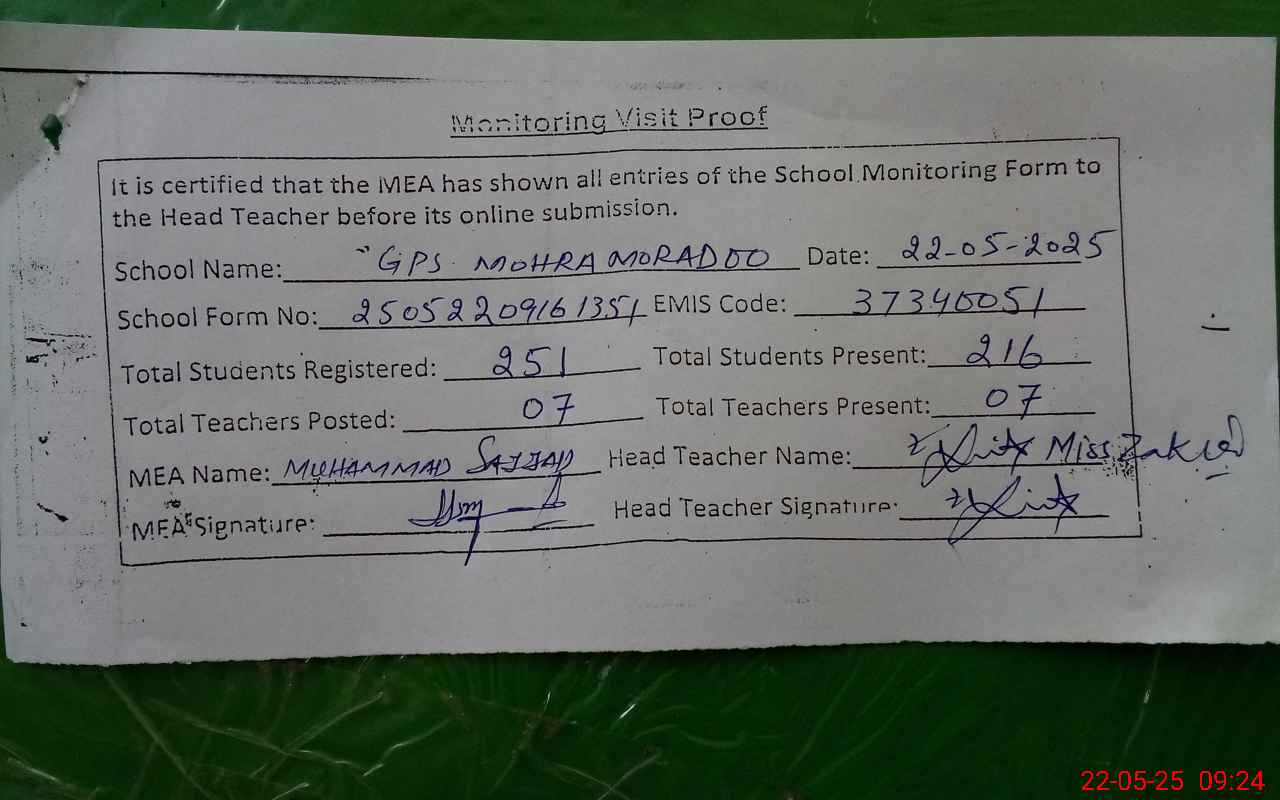 Monitoring Visit Proof
It is certified that the MEA has shown all entries of the School Monitoring Form to
the Head Teacher before its online submission.
School Name: GPS MOHRA MORADOO Date: 22-05-2025
School Form No: 25052209161351 EMIS Code: 37340051
Total Students Registered: 251 Total Students Present: 216
Total Teachers Posted: 07 Total Teachers Present: 07
MEA Name: MUHAMMAD SAJJAD Head Teacher Name: Miss
MEA Signature: Head Teacher Signature:
22-05-25 09:24